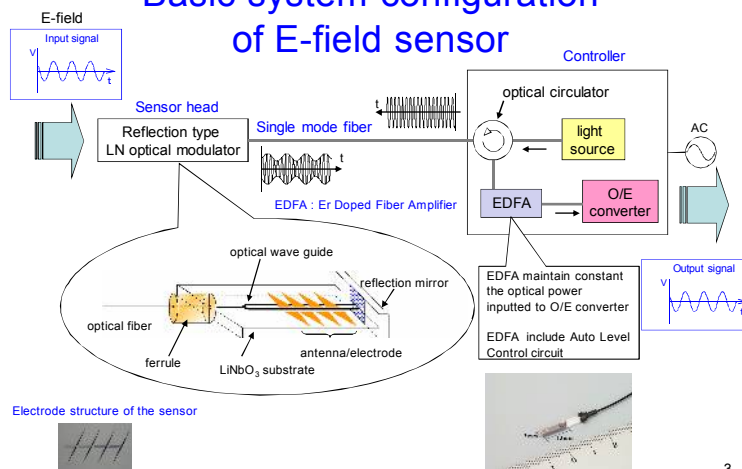 Basic system configuration
of E-field sensor
E-field
Input signal
V
t
Sensor head
Reflection type
LN optical modulator
Single mode fiber
t
t
EDFA : Er Doped Fiber Amplifier
Controller
optical circulator
light
source
AC
EDFA
O/E
converter
EDFA maintain constant
the optical power
inputted to O/E converter
EDFA include Auto Level
Control circuit
Output signal
V
t
optical wave guide
reflection mirror
optical fiber
ferrule
LiNbO₃ substrate
antenna/electrode
Electrode structure of the sensor
3